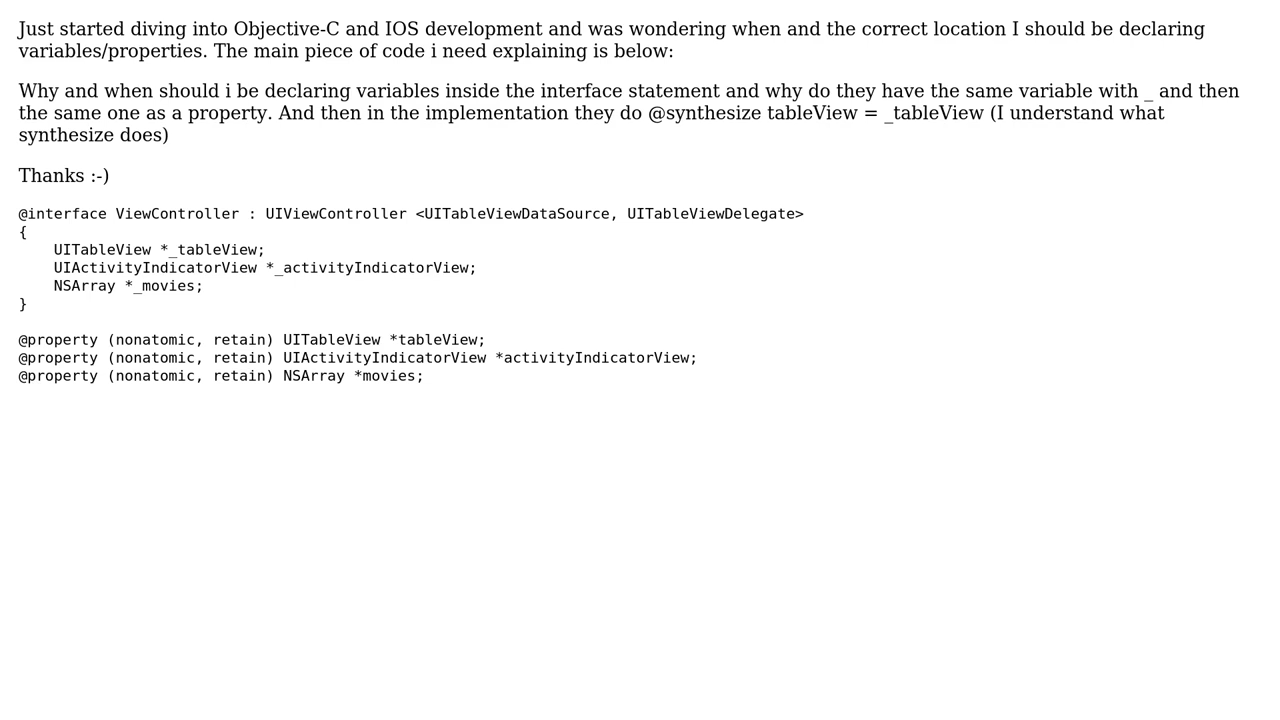 Just started diving into Objective-C and IOS development and was wondering when and the correct location I should be declaring
variables/properties. The main piece of code i need explaining is below:
Why and when should i be declaring variables inside the interface statement and why do they have the same variable with _ and then
the same one as a property. And then in the implementation they do @synthesize tableView = _tableView (I understand what
synthesize does)
Thanks :-)
@interface ViewController : UIViewController <UITableViewDataSource, UITableViewDelegate>
{
    UITableView *_tableView;
    UIActivityIndicatorView *_activityIndicatorView;
    NSArray *_movies;
}
@property (nonatomic, retain) UITableView *tableView;
@property (nonatomic, retain) UIActivityIndicatorView *activityIndicatorView;
@property (nonatomic, retain) NSArray *movies;